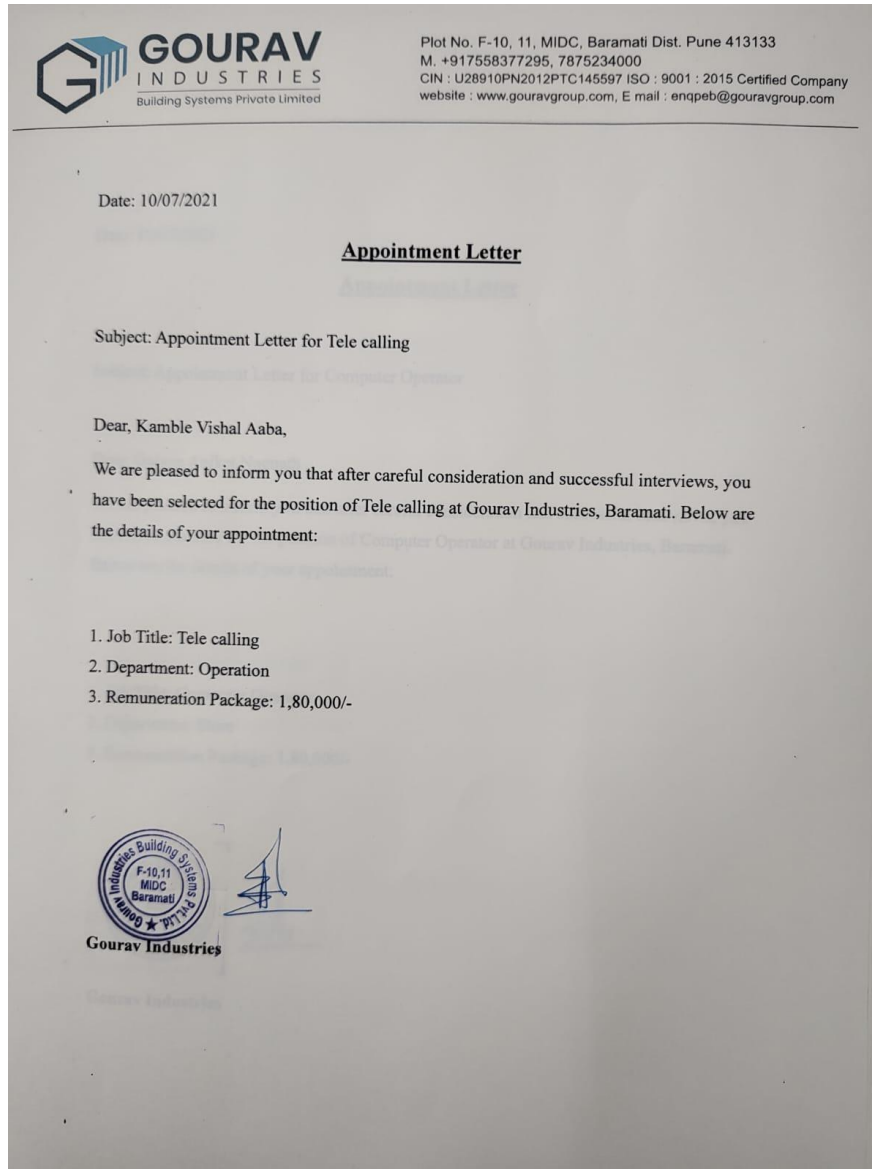 GOURAV
INDUSTRIES
Building Systems Private Limited
Plot No. F-10, 11, MIDC, Baramati Dist. Pune 413133
M. +917558377295, 7875234000
CIN : U28910PN2012PTC145597 ISO : 9001 : 2015 Certified Company
website : www.gouravgroup.com, E mail : enqpeb@gouravgroup.com
Date: 10/07/2021
Appointment Letter
Subject: Appointment Letter for Tele calling
Dear, Kamble Vishal Aaba,
We are pleased to inform you that after careful consideration and successful interviews, you
have been selected for the position of Tele calling at Gourav Industries, Baramati. Below are
the details of your appointment:
1. Job Title: Tele calling
2. Department: Operation
3. Remuneration Package: 1,80,000/-
Gourav Industries Building Systems Pvt.Ltd.
F-10,11
MIDC
Baramati
Gourav Industries